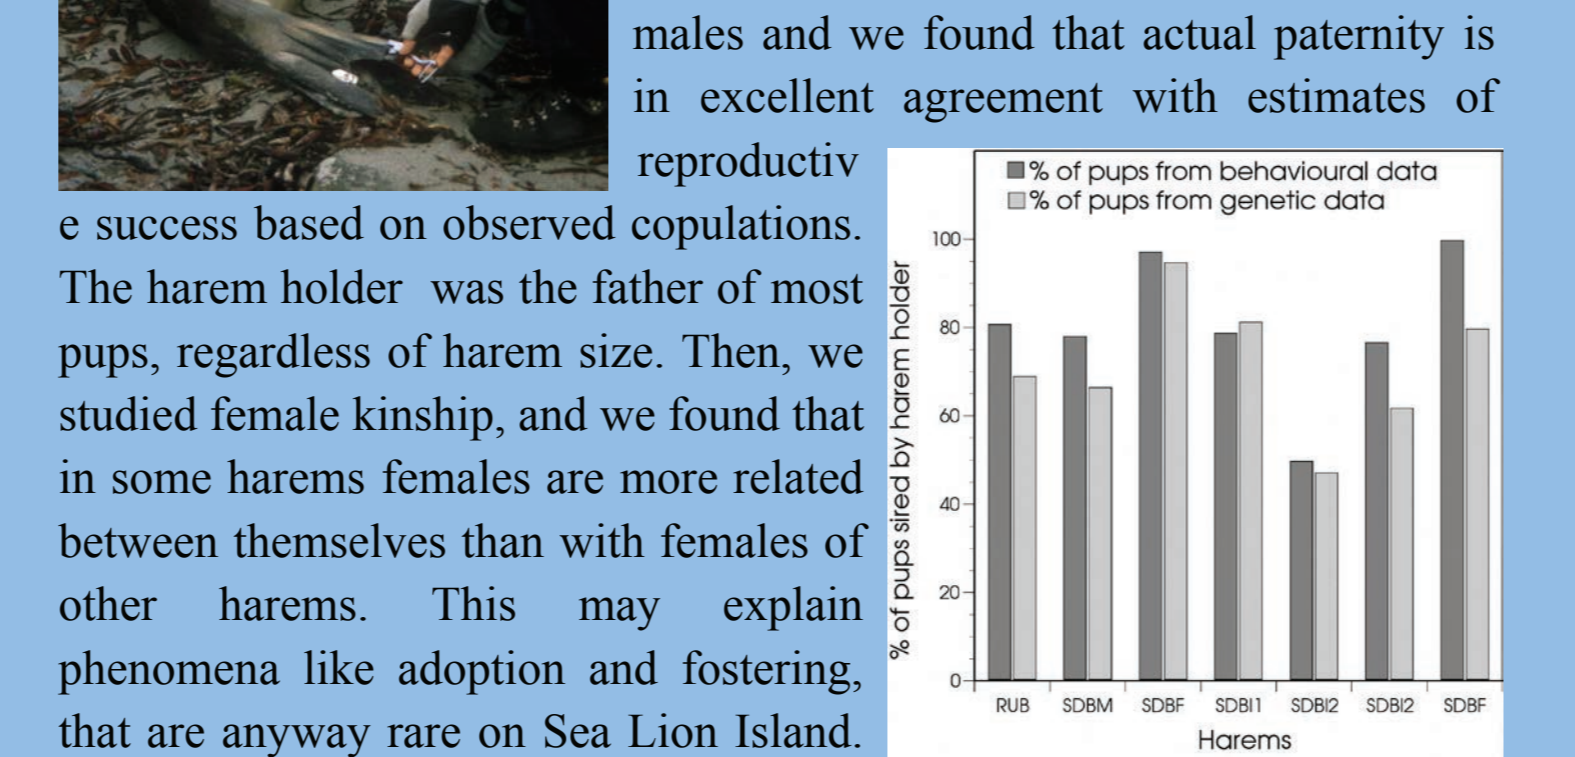 males and we found that actual paternity is
in excellent agreement with estimates of
reproductiv
e success based on observed copulations.
The harem holder was the father of most
pups, regardless of harem size. Then, we
studied female kinship, and we found that
in some harems females are more related
between themselves than with females of
other harems. This may explain
phenomena like adoption and fostering,
that are anyway rare on Sea Lion Island.
% of pups from behavioural data
% of pups from genetic data
% of pups sired by harem holder
100
80
60
40
20
0
RUB SDBM SDBF SDBI1 SDBI2 SDBI2 SDBF
Harems